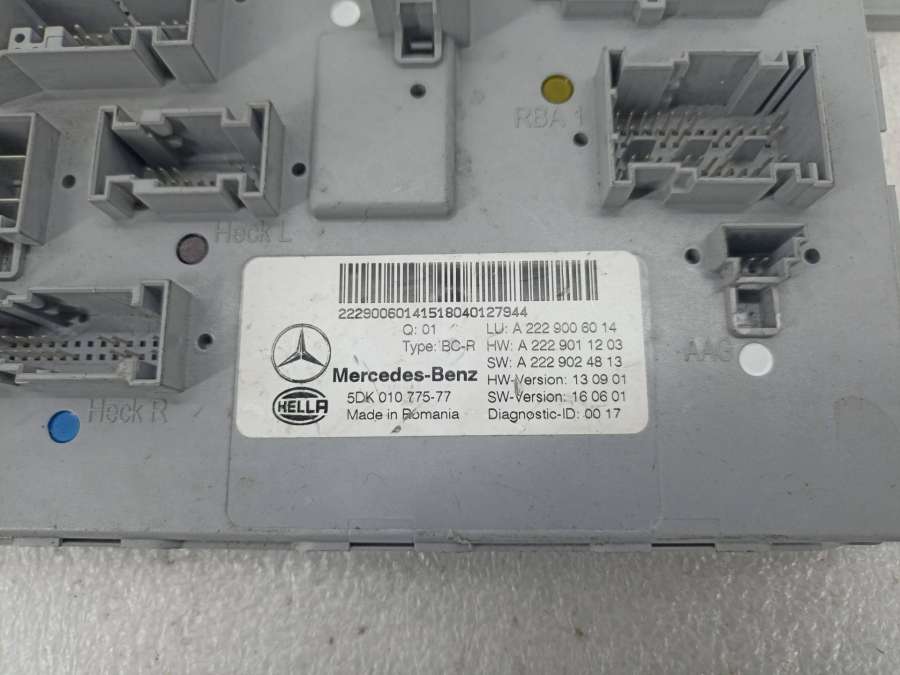 RBA 1
Heck L
22290060141518040127944
Q: 01 LU: A 222 900 60 14
Type: BC-R HW: A 222 901 12 03
SW: A 222 902 48 13
Mercedes-Benz HW-Version: 13 09 01
HELLA 5DK 010 775-77 SW-Version: 16 06 01
Made in Romania Diagnostic-ID: 00 17
AAG
Heck R